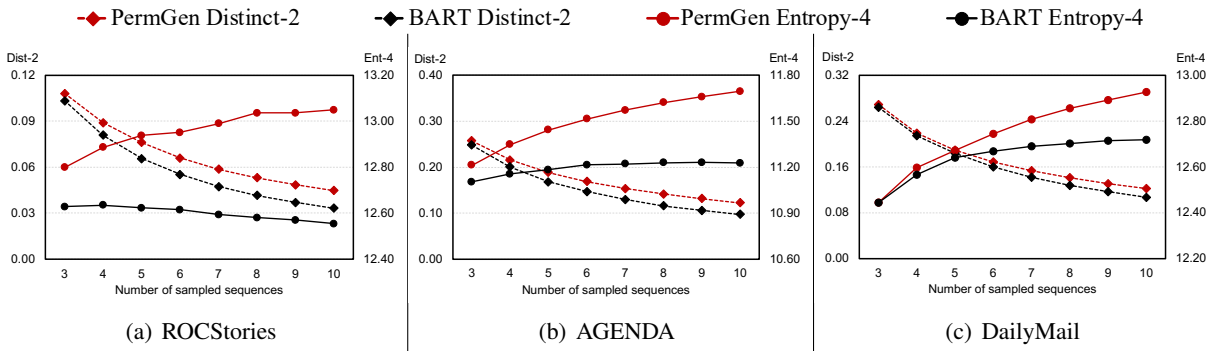 PermGen Distinct-2 BART Distinct-2 PermGen Entropy-4 BART Entropy-4
Dist-2 Ent-4
0.12 13.20
0.09 13.00
0.06 12.80
0.03 12.60
0.00 12.40
3 4 5 6 7 8 9 10
Number of sampled sequences
(a) ROCStories
Dist-2 Ent-4
0.40 11.80
0.30 11.50
0.20 11.20
0.10 10.90
0.00 10.60
3 4 5 6 7 8 9 10
Number of sampled sequences
(b) AGENDA
Dist-2 Ent-4
0.32 13.00
0.24 12.80
0.16 12.60
0.08 12.40
0.00 12.20
3 4 5 6 7 8 9 10
Number of sampled sequences
(c) DailyMail